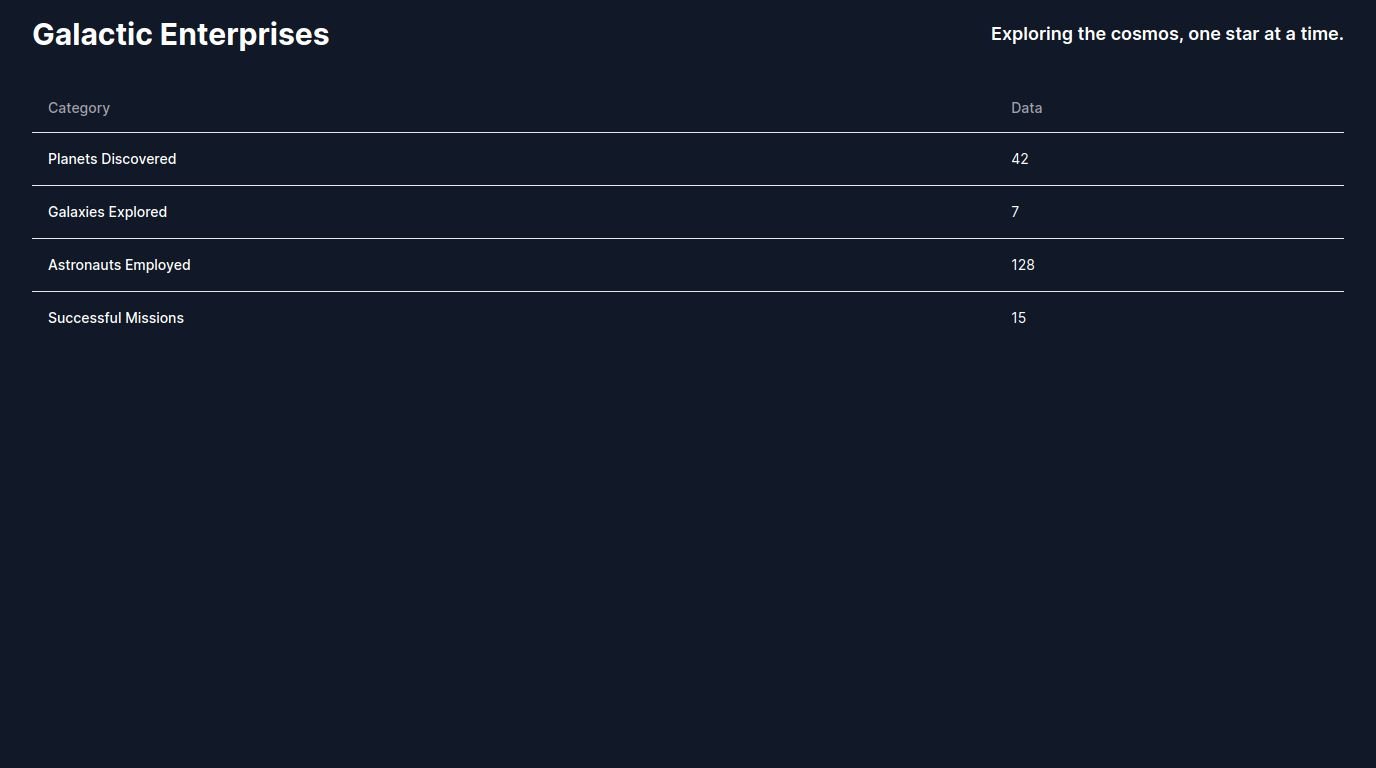 Galactic Enterprises
Exploring the cosmos, one star at a time.
Category Data
Planets Discovered 42
Galaxies Explored 7
Astronauts Employed 128
Successful Missions 15